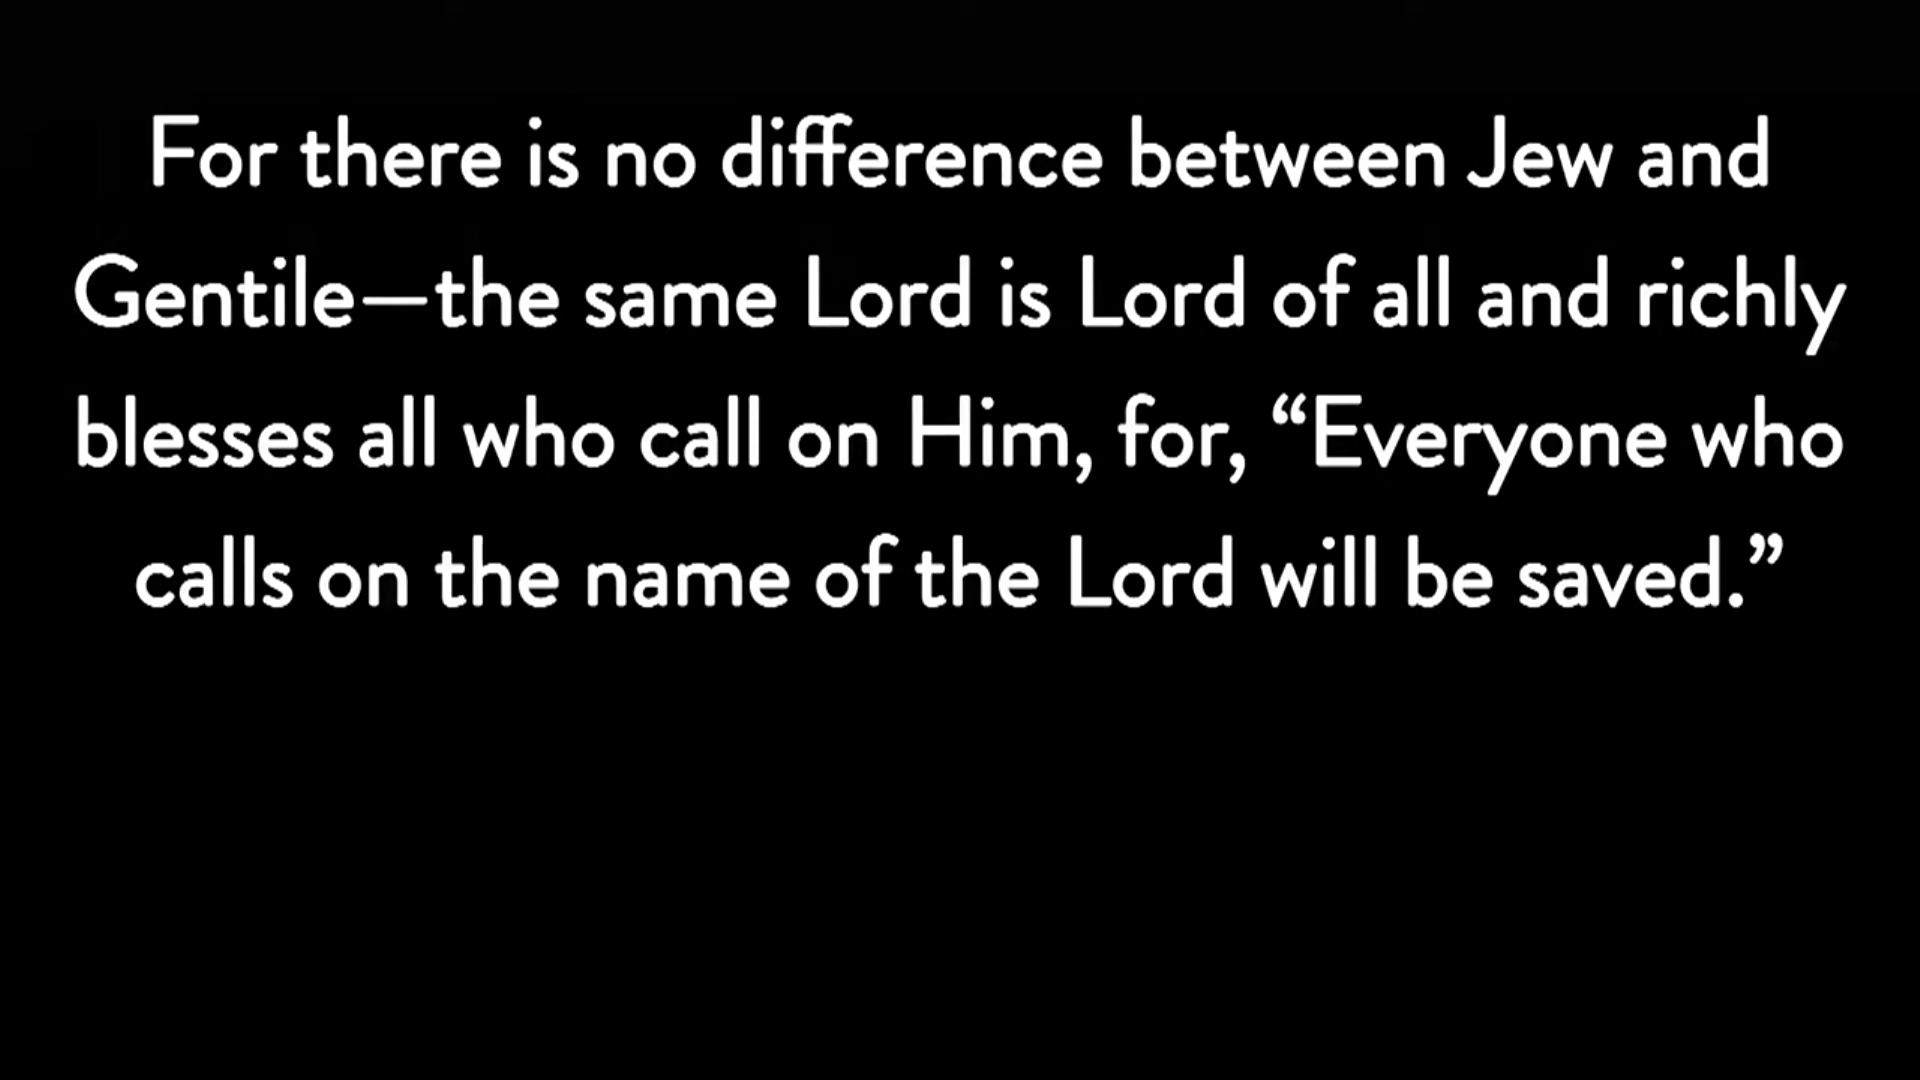 For there is no difference between Jew and
Gentile—the same Lord is Lord of all and richly
blesses all who call on Him, for, “Everyone who
calls on the name of the Lord will be saved.”